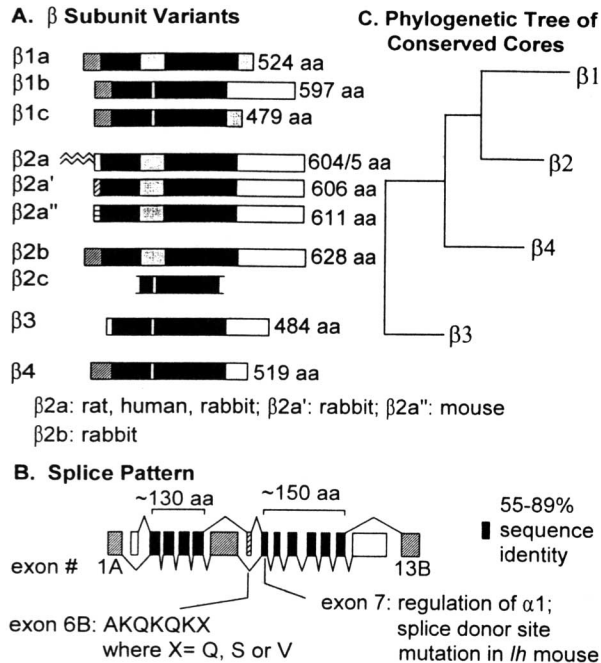 A. β Subunit Variants
β1a 524 aa
β1b 597 aa
β1c 479 aa
β2a 604/5 aa
β2a' 606 aa
β2a" 611 aa
β2b 628 aa
β2c
β3 484 aa
β4 519 aa
β2a: rat, human, rabbit; β2a': rabbit; β2a": mouse
β2b: rabbit
C. Phylogenetic Tree of
Conserved Cores
β1
β2
β4
β3
B. Splice Pattern
~130 aa
~150 aa
exon # 1A 13B
55-89%
sequence
identity
exon 6B: AKQKQKX
where X= Q, S or V
exon 7: regulation of α1;
splice donor site
mutation in lh mouse